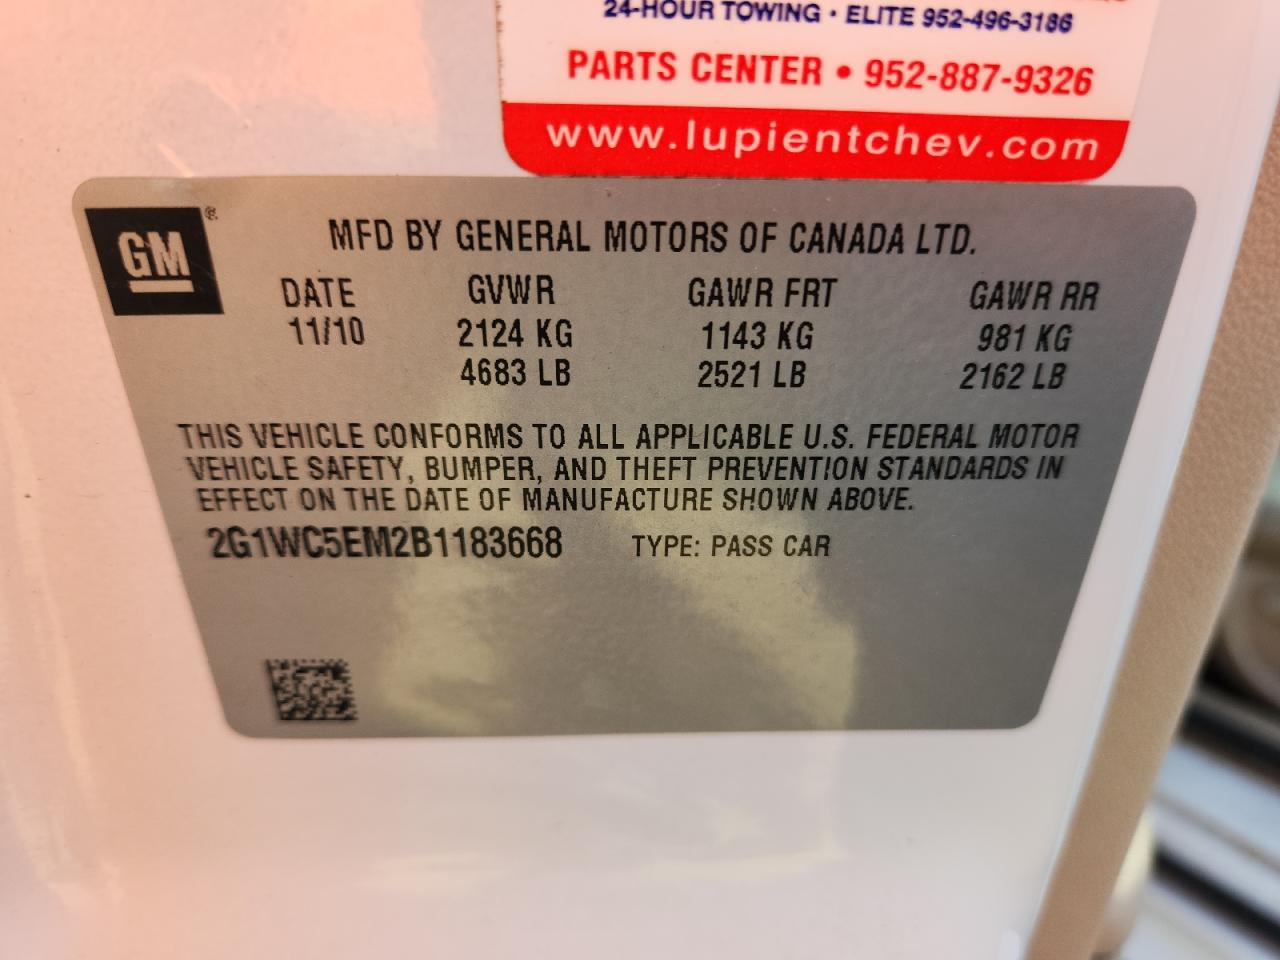 24-HOUR TOWING • ELITE 952-496-3186
PARTS CENTER • 952-887-9326
www.lupientchev.com
GM®
MFD BY GENERAL MOTORS OF CANADA LTD.
DATE GVWR GAWR FRT GAWR RR
11/10 2124 KG 1143 KG 981 KG
4683 LB 2521 LB 2162 LB
THIS VEHICLE CONFORMS TO ALL APPLICABLE U.S. FEDERAL MOTOR
VEHICLE SAFETY, BUMPER, AND THEFT PREVENTION STANDARDS IN
EFFECT ON THE DATE OF MANUFACTURE SHOWN ABOVE.
2G1WC5EM2B1183668 TYPE: PASS CAR